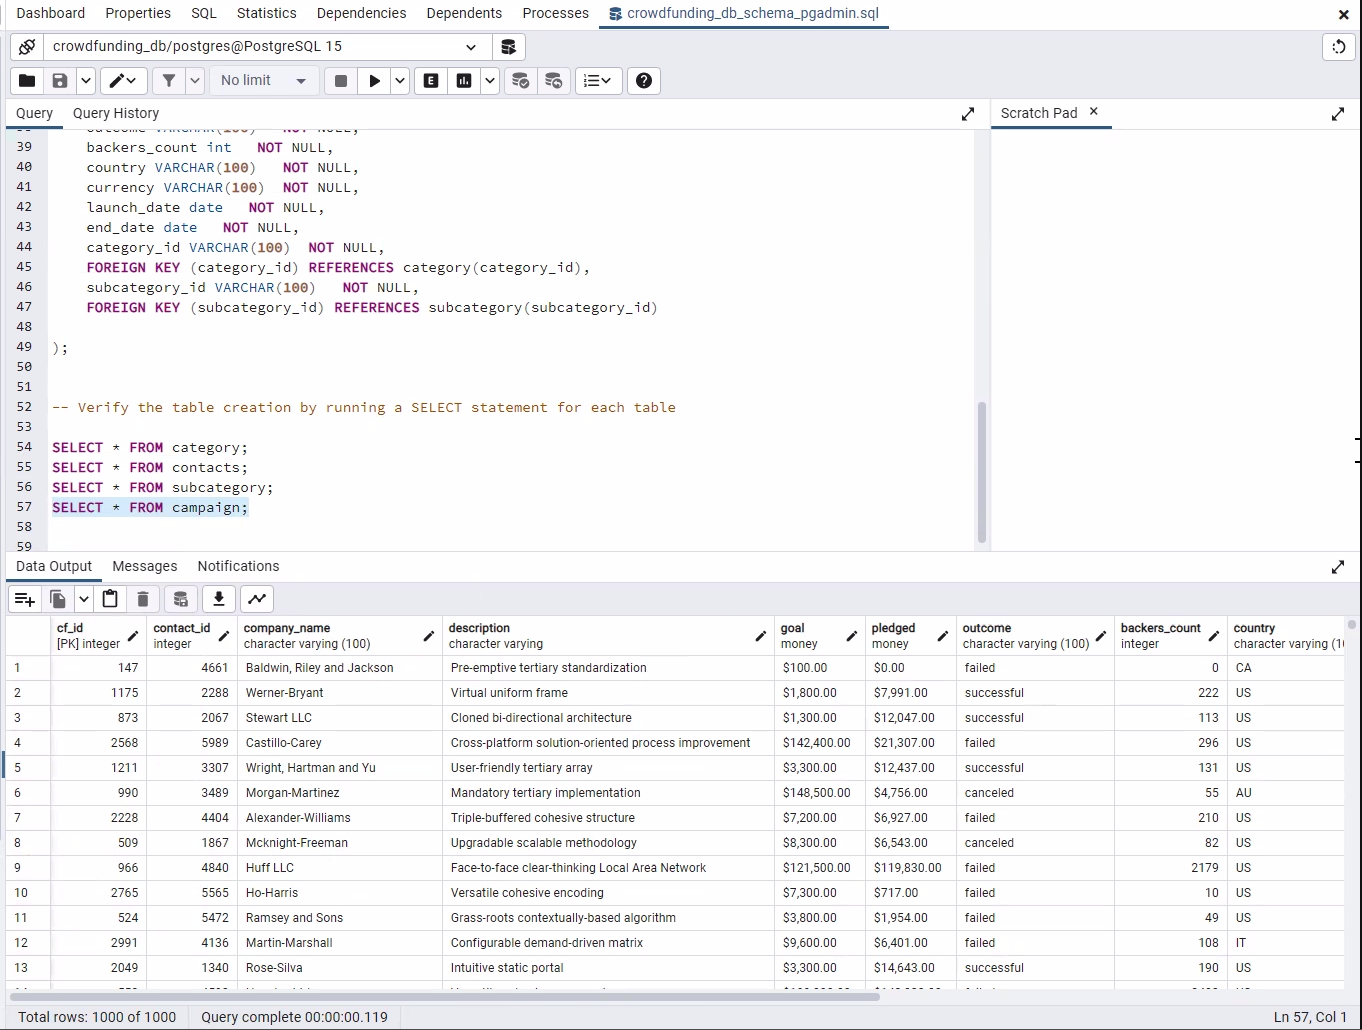 Dashboard Properties SQL Statistics Dependencies Dependents Processes crowdfunding_db_schema_pgadmin.sql
crowdfunding_db/postgres@PostgreSQL 15
No limit
E
Query Query History Scratch Pad
39 backers_count int NOT NULL,
40 country VARCHAR(100) NOT NULL,
41 currency VARCHAR(100) NOT NULL,
42 launch_date date NOT NULL,
43 end_date date NOT NULL,
44 category_id VARCHAR(100) NOT NULL,
45 FOREIGN KEY (category_id) REFERENCES category(category_id),
46 subcategory_id VARCHAR(100) NOT NULL,
47 FOREIGN KEY (subcategory_id) REFERENCES subcategory(subcategory_id)
48
49 );
50
51
52 -- Verify the table creation by running a SELECT statement for each table
53
54 SELECT * FROM category;
55 SELECT * FROM contacts;
56 SELECT * FROM subcategory;
57 SELECT * FROM campaign;
58
59
Data Output Messages Notifications
cf_id contact_id company_name description goal pledged outcome backers_count country
[PK] integer integer character varying (100) character varying money money character varying (100) integer character varying (10
1 147 4661 Baldwin, Riley and Jackson Pre-emptive tertiary standardization $100.00 $0.00 failed 0 CA
2 1175 2288 Werner-Bryant Virtual uniform frame $1,800.00 $7,991.00 successful 222 US
3 873 2067 Stewart LLC Cloned bi-directional architecture $1,300.00 $12,047.00 successful 113 US
4 2568 5989 Castillo-Carey Cross-platform solution-oriented process improvement $142,400.00 $21,307.00 failed 296 US
5 1211 3307 Wright, Hartman and Yu User-friendly tertiary array $3,300.00 $12,437.00 successful 131 US
6 990 3489 Morgan-Martinez Mandatory tertiary implementation $148,500.00 $4,756.00 canceled 55 AU
7 2228 4404 Alexander-Williams Triple-buffered cohesive structure $7,200.00 $6,927.00 failed 210 US
8 509 1867 Mcknight-Freeman Upgradable scalable methodology $8,300.00 $6,543.00 canceled 82 US
9 966 4840 Huff LLC Face-to-face clear-thinking Local Area Network $121,500.00 $119,830.00 failed 2179 US
10 2765 5565 Ho-Harris Versatile cohesive encoding $7,300.00 $717.00 failed 10 US
11 524 5472 Ramsey and Sons Grass-roots contextually-based algorithm $3,800.00 $1,954.00 failed 49 US
12 2991 4136 Martin-Marshall Configurable demand-driven matrix $9,600.00 $6,401.00 failed 108 IT
13 2049 1340 Rose-Silva Intuitive static portal $3,300.00 $14,643.00 successful 190 US
Total rows: 1000 of 1000 Query complete 00:00:00.119 Ln 57, Col 1